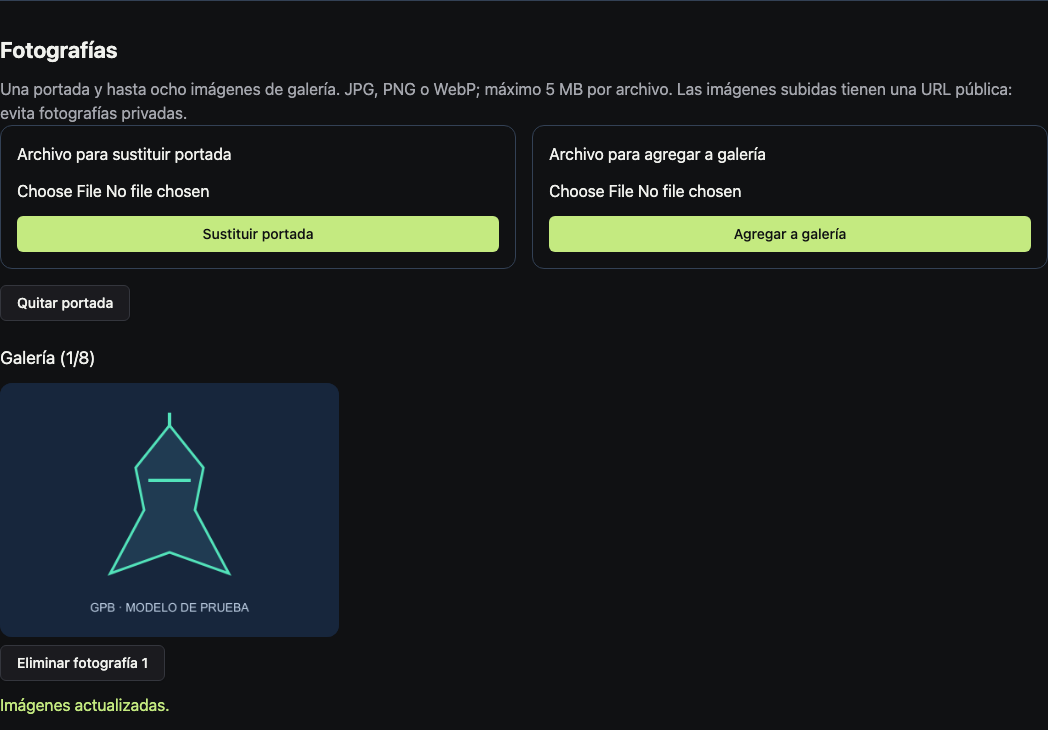 Fotografías
Una portada y hasta ocho imágenes de galería. JPG, PNG o WebP; máximo 5 MB por archivo. Las imágenes subidas tienen una URL pública:
evita fotografías privadas.
Archivo para sustituir portada
Choose File No file chosen
Sustituir portada
Archivo para agregar a galería
Choose File No file chosen
Agregar a galería
Quitar portada
Galería (1/8)
GPB · MODELO DE PRUEBA
Eliminar fotografía 1
Imágenes actualizadas.